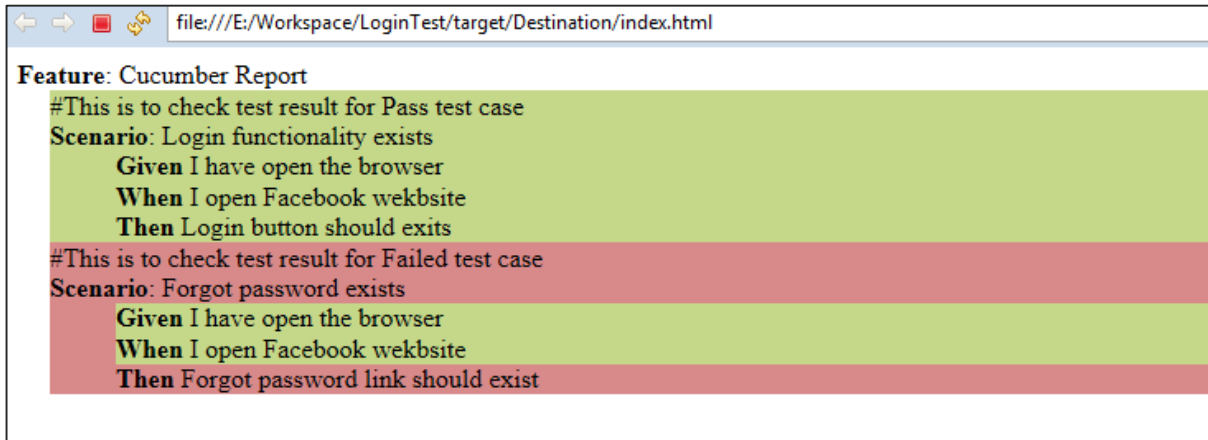 file:///E:/Workspace/LoginTest/target/Destination/index.html
Feature: Cucumber Report
#This is to check test result for Pass test case
Scenario: Login functionality exists
Given I have open the browser
When I open Facebook wekbsite
Then Login button should exits
#This is to check test result for Failed test case
Scenario: Forgot password exists
Given I have open the browser
When I open Facebook wekbsite
Then Forgot password link should exist